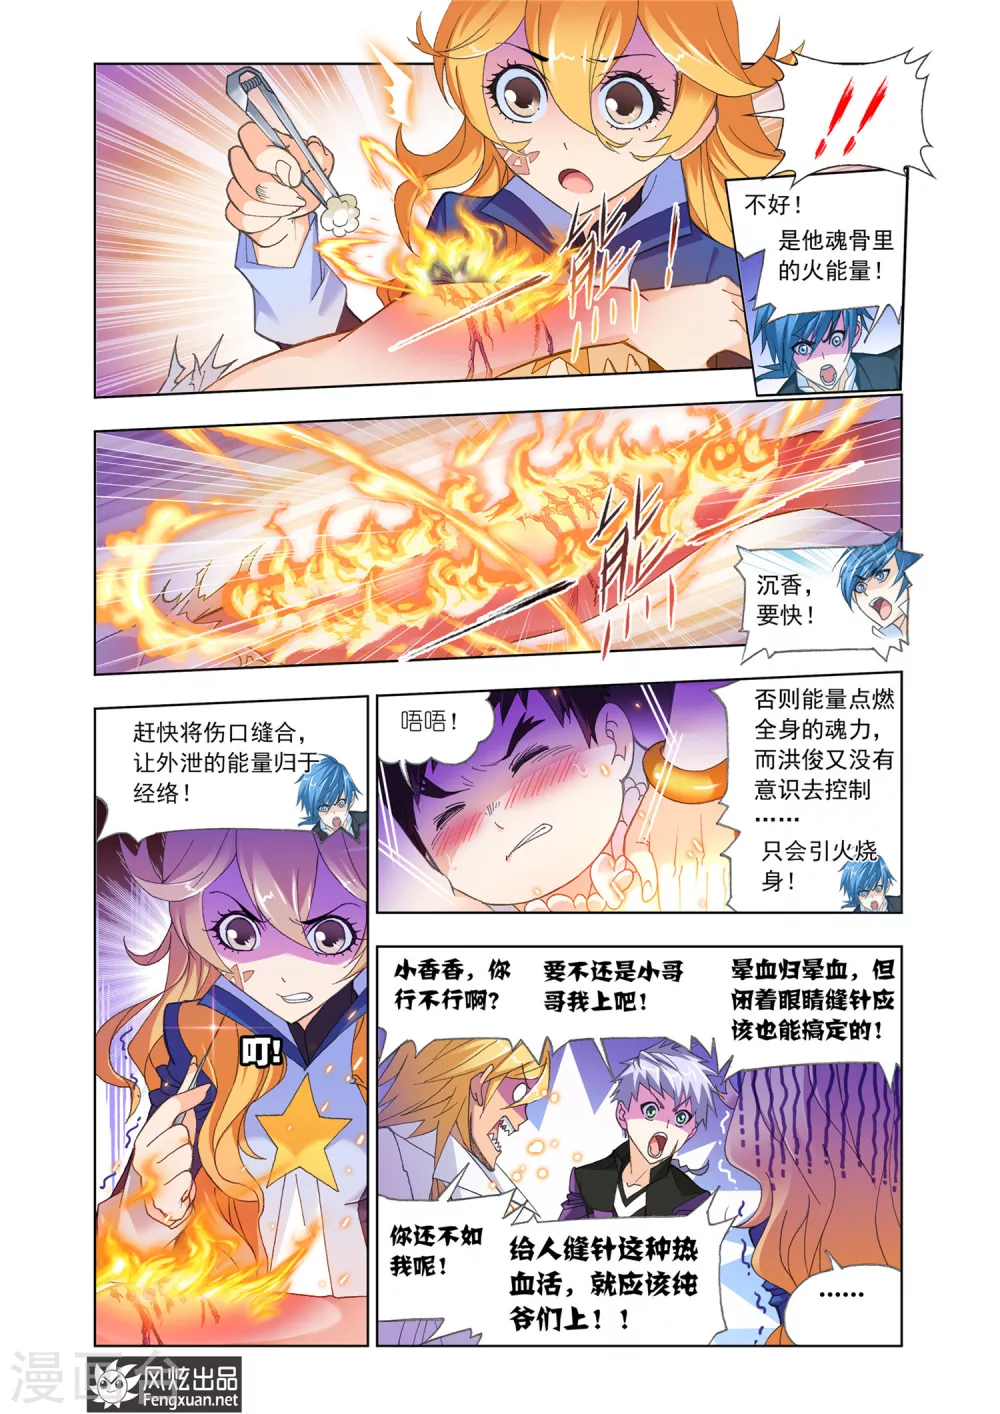 !!
不好！
是他魂骨里
的火能量！
能！
能！
沉香，
要快！
赶快将伤口缝合，
让外泄的能量归于
经络！
叮！
唔唔！
否则能量点燃
全身的魂力，
而洪俊又没有
意识去控制
……
只会引火烧
身！
小香香，你
行不行啊？
要不还是小哥
哥我上吧！
晕血归晕血，但
闭着眼睛缝针应
该也能搞定的！
你还不如
我呢！
给人缝针这种热
血活，就应该纯
爷们上！！
……
漫画台
风炫出品
Fengxuan.net